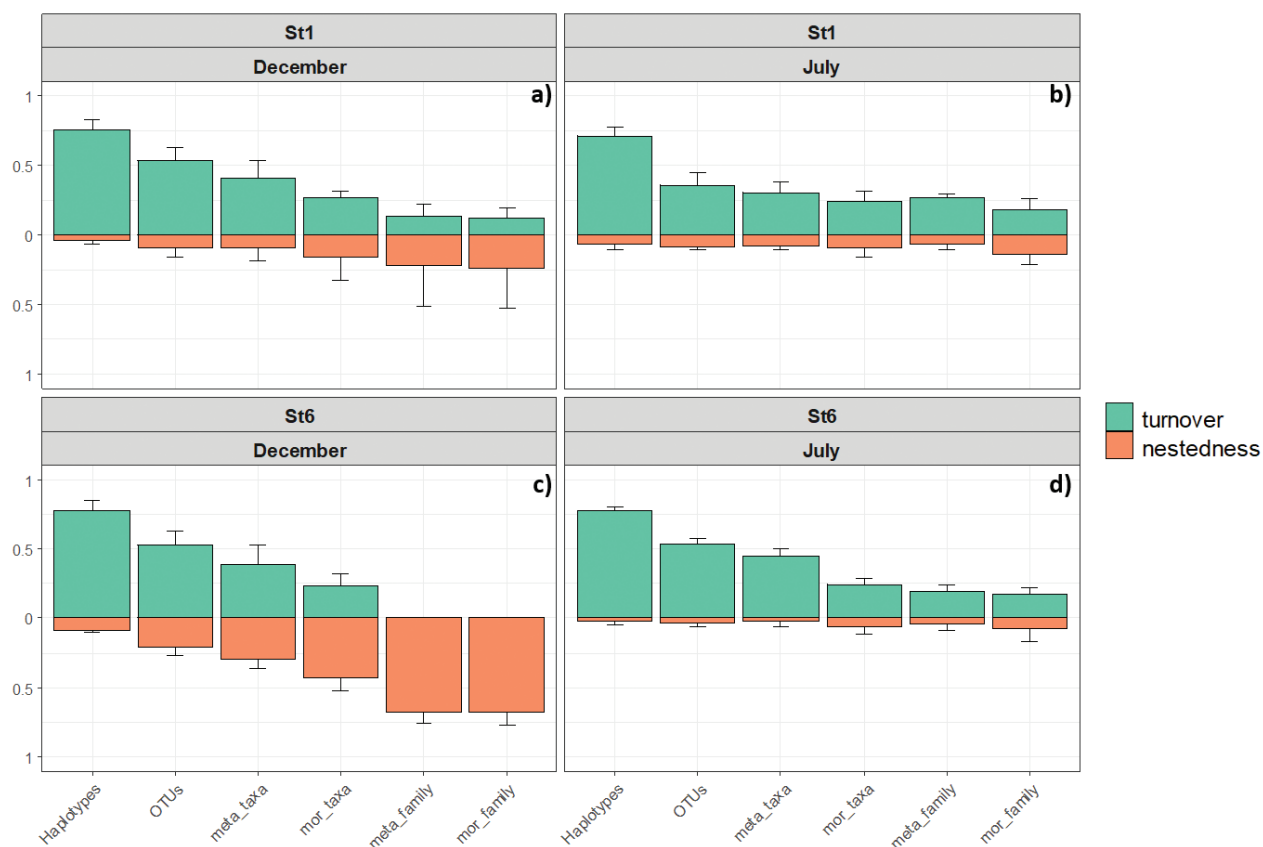 St1
St1
December
July
a)
b)
1
0.5
0
0.5
1
St6
St6
December
July
c)
d)
1
0.5
0
0.5
1
turnover
nestedness
Haplotypes
OTUs
meta_taxa
mor_taxa
meta_family
mor_family
Haplotypes
OTUs
meta_taxa
mor_taxa
meta_family
mor_family